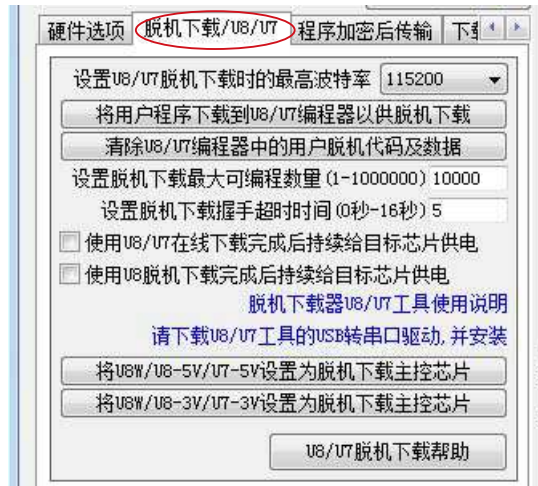 硬件选项 脱机下载/U8/U7 程序加密后传输
设置U8/U7脱机下载时的最高波特率 115200
将用户程序下载到U8/U7编程器以供脱机下载
清除U8/U7编程器中的用户脱机代码及数据
设置脱机下载最大可编程数量(1-1000000) 10000
设置脱机下载握手超时时间(0秒-16秒) 5
使用U8/U7在线下载完成后持续给目标芯片供电
使用U8脱机下载完成后持续给目标芯片供电
脱机下载器U8/U7工具使用说明
请下载U8/U7工具的USB转串口驱动,并安装
将U8W/U8-5V/U7-5V设置为脱机下载主控芯片
将U8W/U8-3V/U7-3V设置为脱机下载主控芯片
U8/U7脱机下载帮助